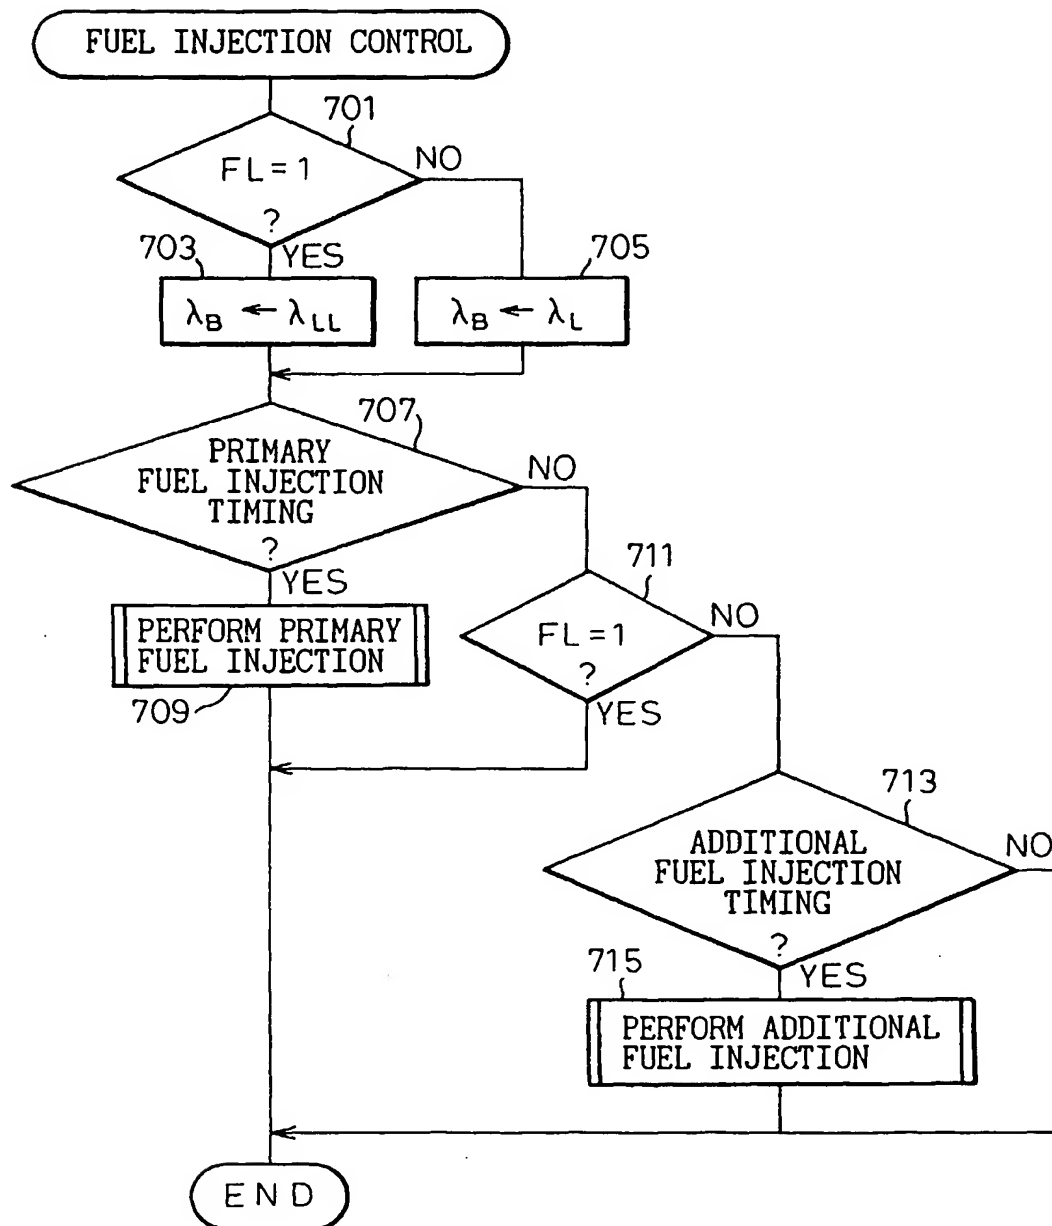 FUEL INJECTION CONTROL
701
FL=1
?
NO
YES
703
λB ← λLL
705
λB ← λL
707
PRIMARY
FUEL INJECTION
TIMING
?
NO
YES
PERFORM PRIMARY
FUEL INJECTION
709
711
FL=1
?
NO
YES
713
ADDITIONAL
FUEL INJECTION
TIMING
?
NO
YES
715
PERFORM ADDITIONAL
FUEL INJECTION
END